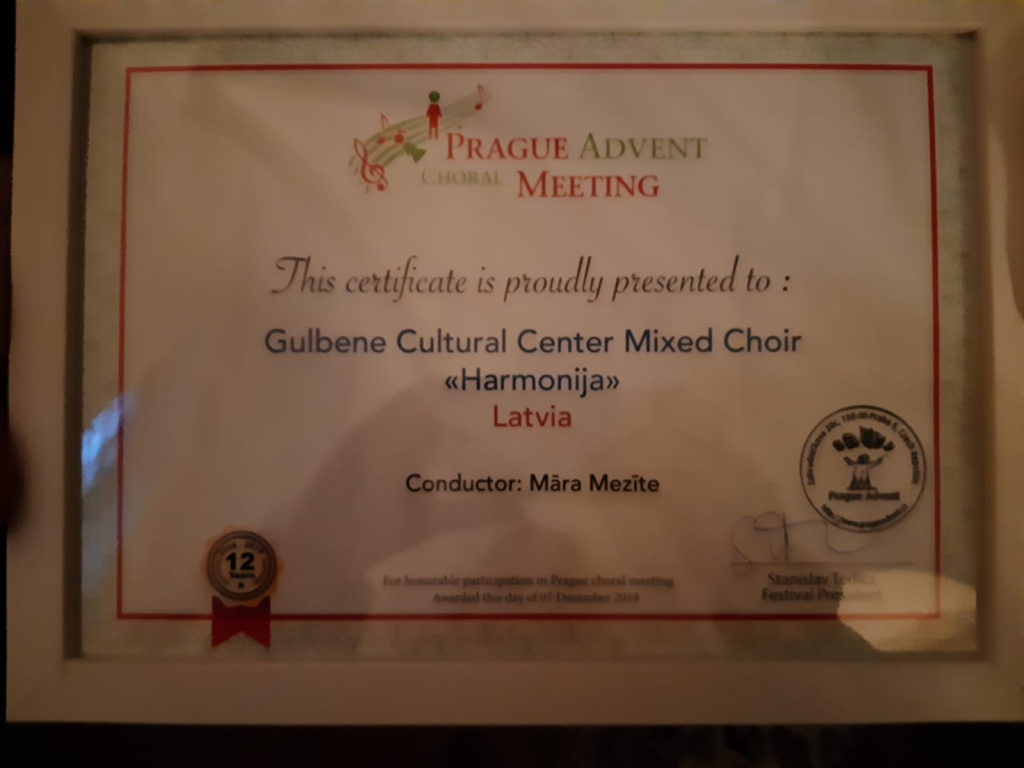 PRAGUE ADVENT
CHORAL MEETING
This certificate is proudly presented to :
Gulbene Cultural Center Mixed Choir
«Harmonija»
Latvia
Conductor: Māra Mezīte
Prague Advent
12
Years
For honorable participation in Prague choral meeting
Awarded this day of 07 December 2019
Stanislav
Festival President